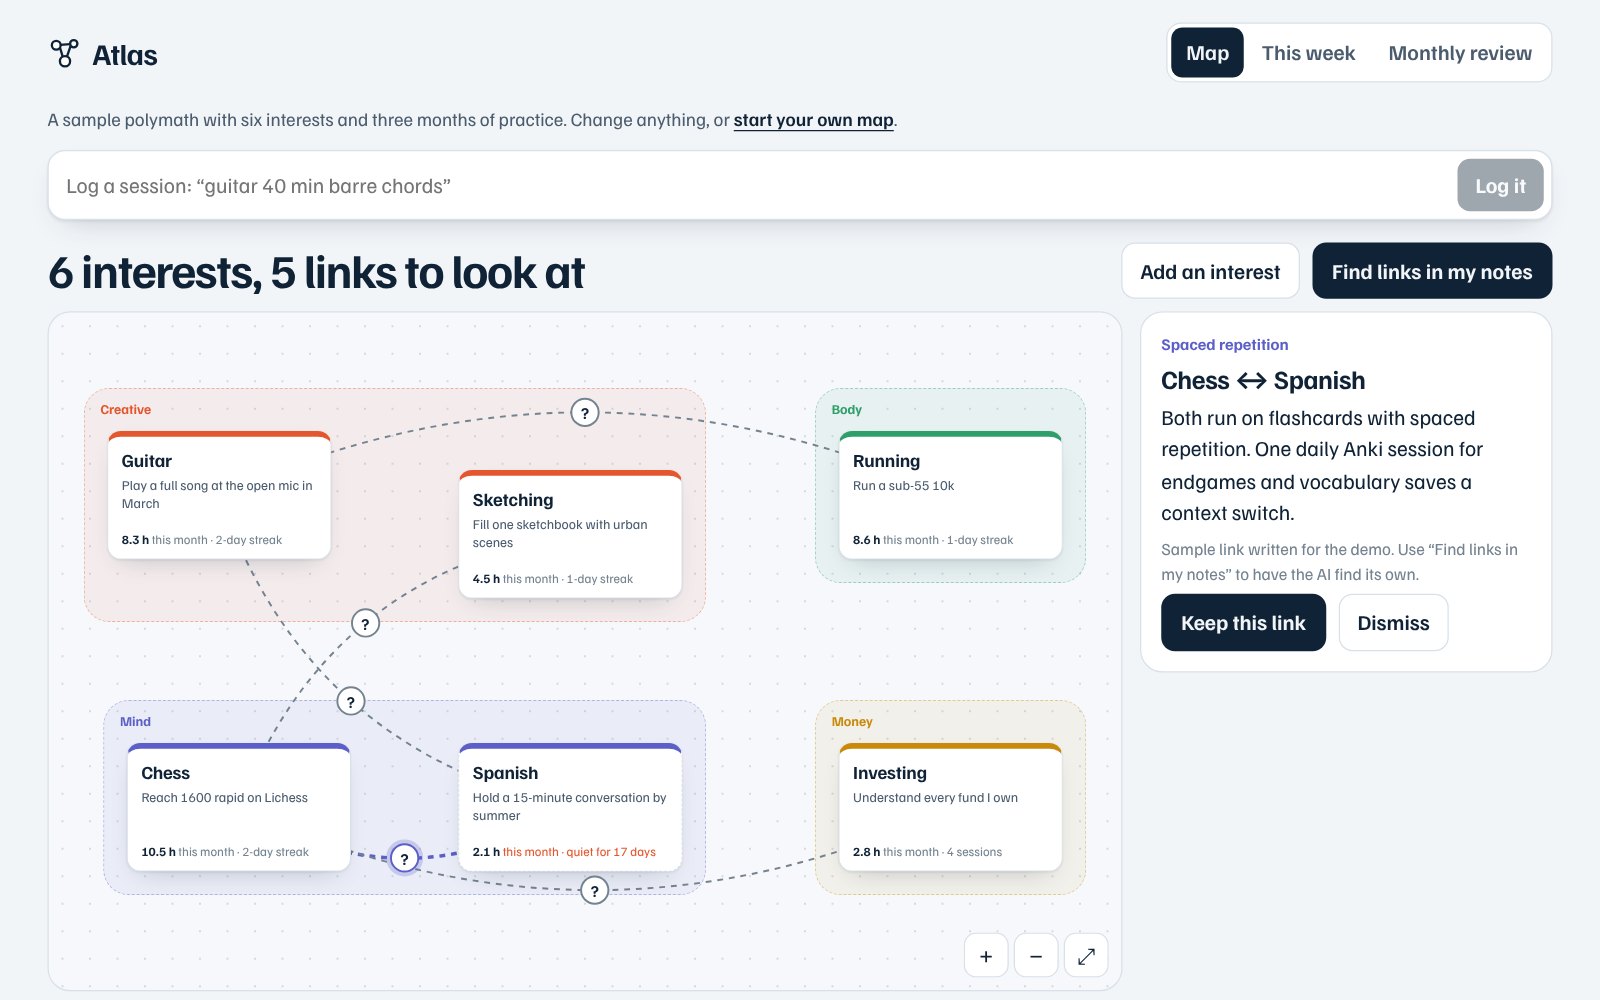 Atlas
Map
This week
Monthly review
A sample polymath with six interests and three months of practice. Change anything, or start your own map.
Log a session: “guitar 40 min barre chords”
Log it
6 interests, 5 links to look at
Add an interest
Find links in my notes
Creative
?
Guitar
Play a full song at the open mic in
March
8.3 h this month · 2-day streak
Sketching
Fill one sketchbook with urban
scenes
4.5 h this month · 1-day streak
Body
Running
Run a sub-55 10k
8.6 h this month · 1-day streak
?
?
Mind
Chess
Reach 1600 rapid on Lichess
10.5 h this month · 2-day streak
?
Spanish
Hold a 15-minute conversation by
summer
2.1 h this month · quiet for 17 days
?
Money
Investing
Understand every fund I own
2.8 h this month · 4 sessions
+
−
Spaced repetition
Chess ↔ Spanish
Both run on flashcards with spaced
repetition. One daily Anki session for
endgames and vocabulary saves a
context switch.
Sample link written for the demo. Use “Find links in
my notes” to have the AI find its own.
Keep this link
Dismiss